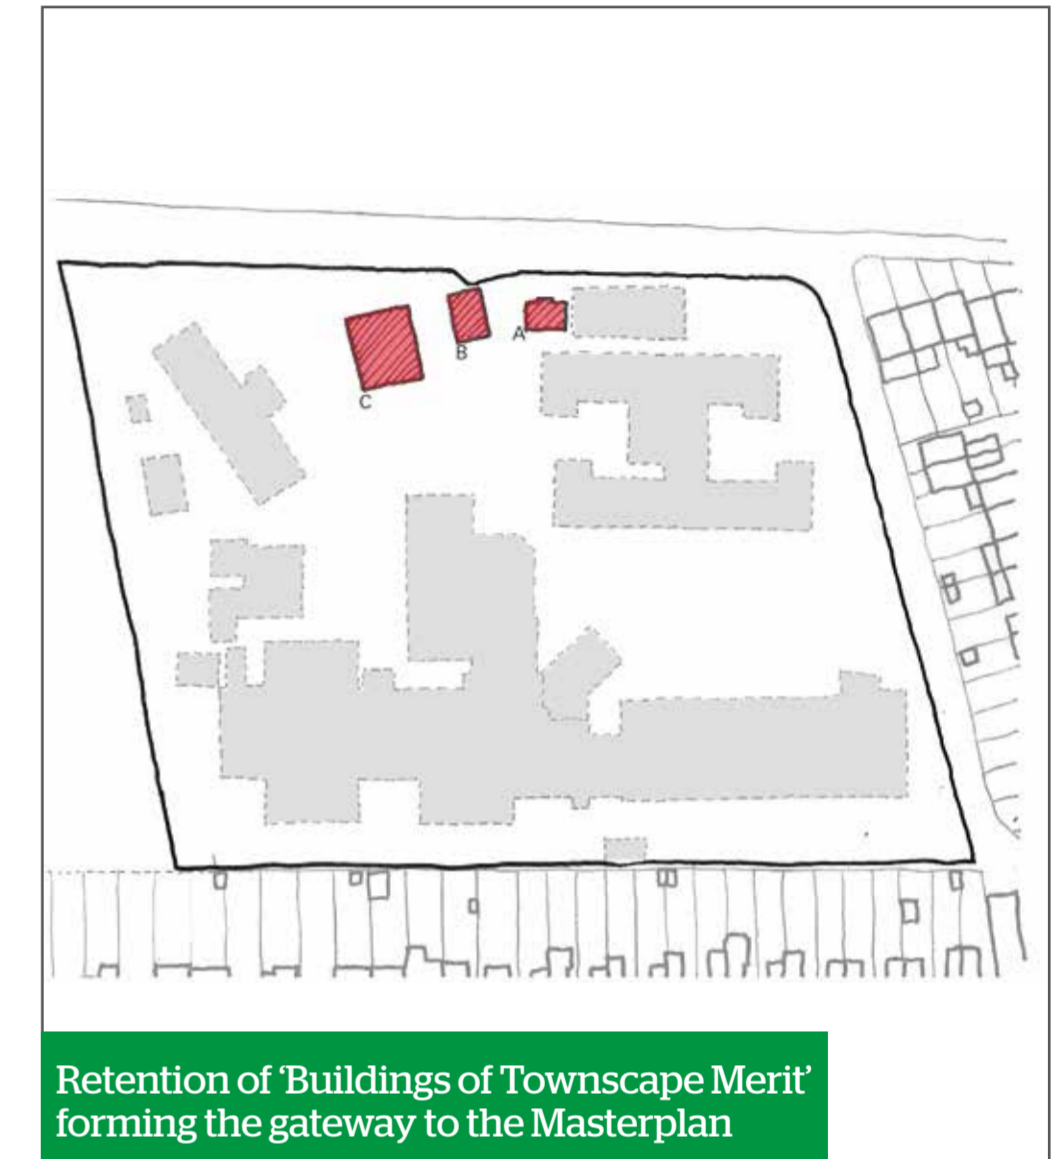 A
B
C
Retention of ‘Buildings of Townscape Merit’
forming the gateway to the Masterplan